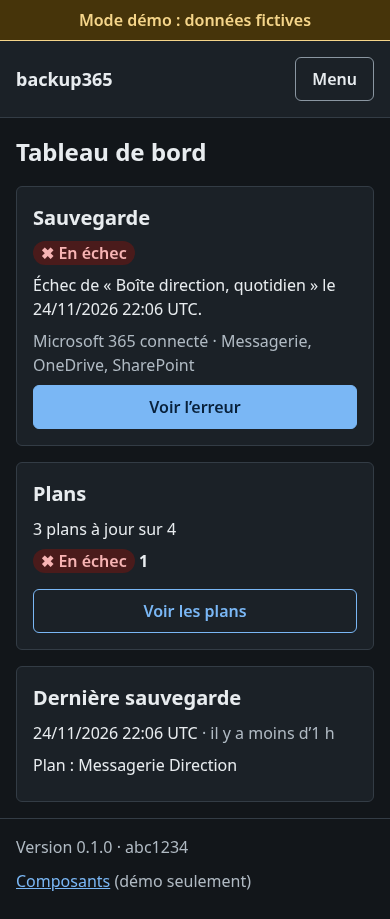 Mode démo : données fictives
backup365
Menu
Tableau de bord
Sauvegarde
✖ En échec
Échec de « Boîte direction, quotidien » le
24/11/2026 22:06 UTC.
Microsoft 365 connecté · Messagerie,
OneDrive, SharePoint
Voir l’erreur
Plans
3 plans à jour sur 4
✖ En échec 1
Voir les plans
Dernière sauvegarde
24/11/2026 22:06 UTC · il y a moins d’1 h
Plan : Messagerie Direction
Version 0.1.0 · abc1234
Composants (démo seulement)